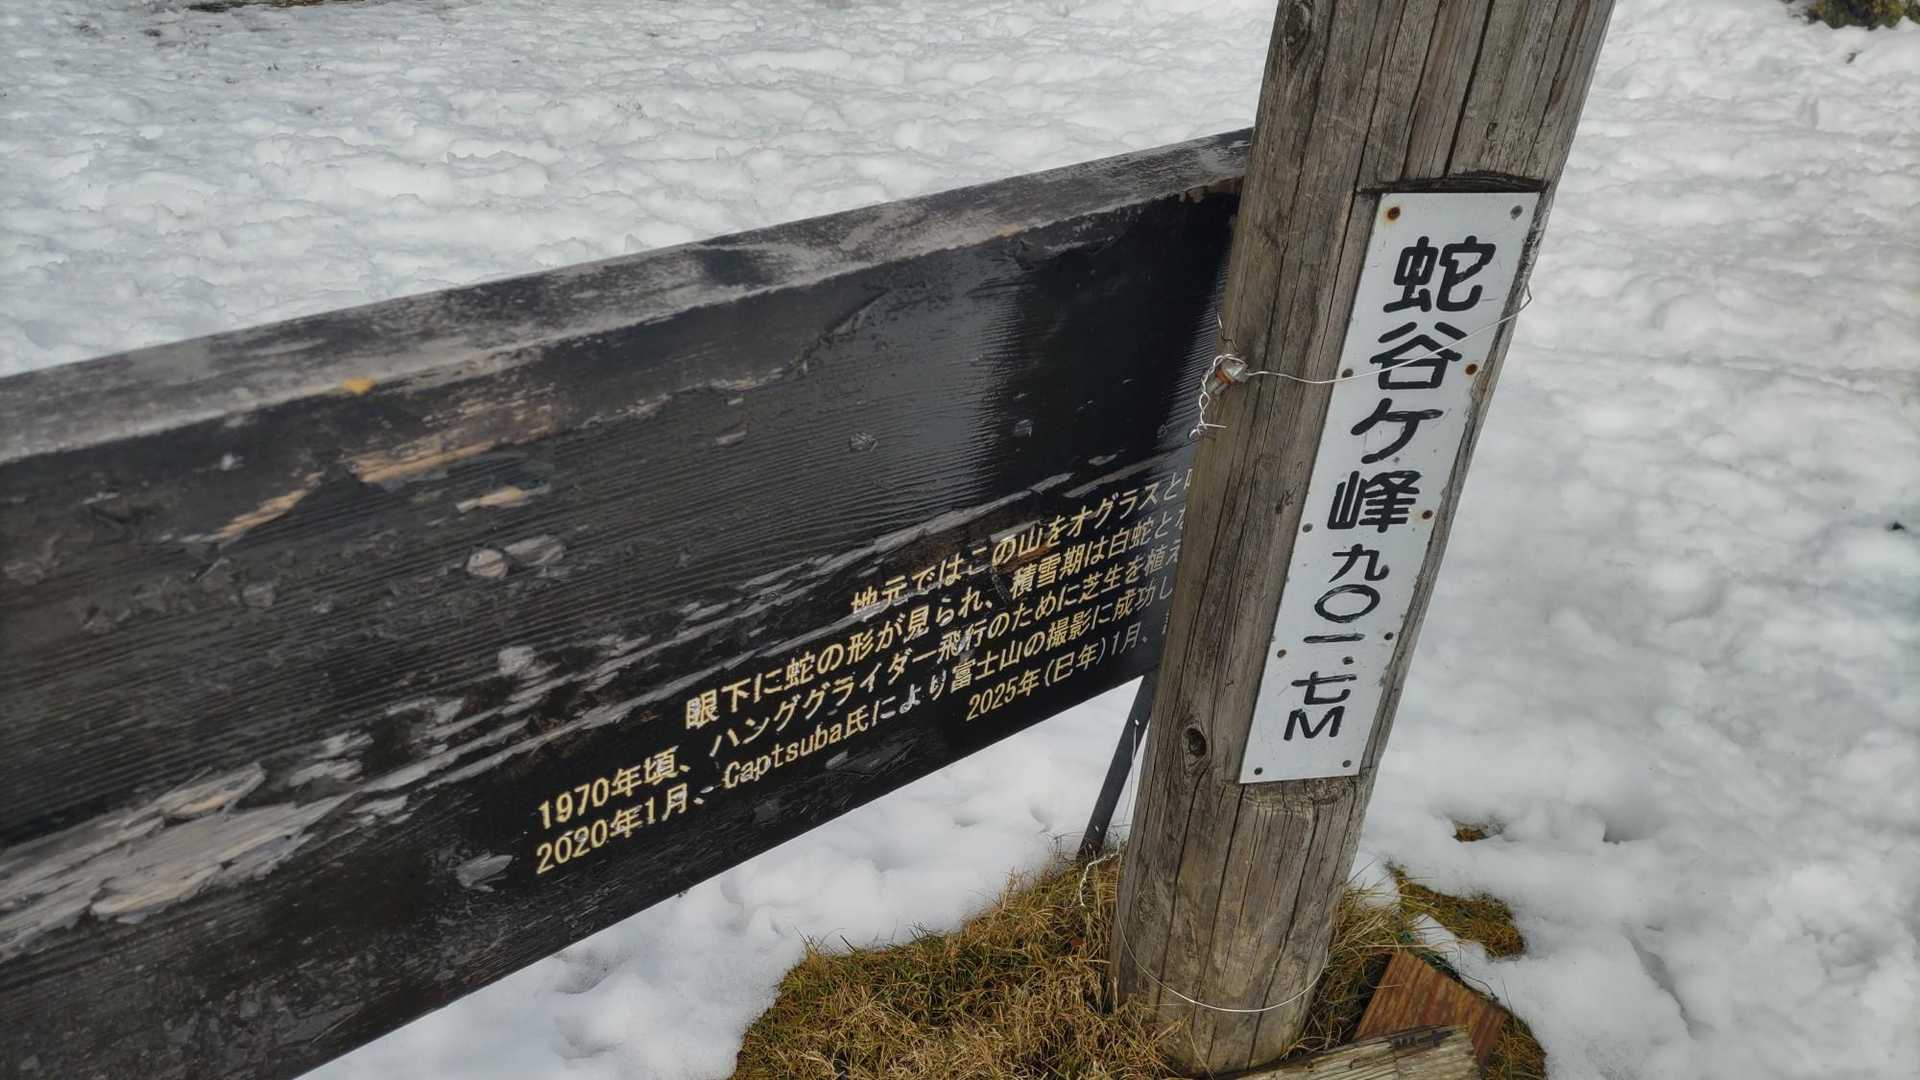 地元ではこの山をオグラスと
眼下に蛇の形が見られ、積雪期は白蛇と
1970年頃、ハンググライダー飛行のために芝生を植え
2020年1月、Captsuba氏により富士山の撮影に成功し
2025年(巳年)1月、
蛇谷ケ峰九〇一.七M